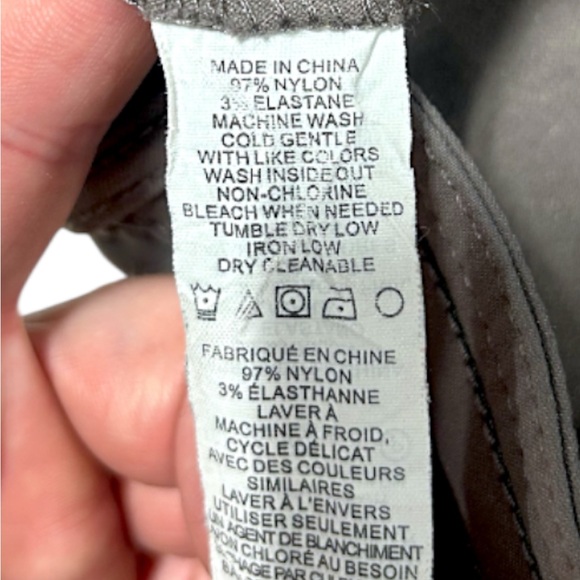 MADE IN CHINA
97% NYLON
3% ELASTANE
MACHINE WASH
COLD GENTLE
WITH LIKE COLORS
WASH INSIDE OUT
NON-CHLORINE
BLEACH WHEN NEEDED
TUMBLE DRY LOW
IRON LOW
DRY CLEANABLE
FABRIQUÉ EN CHINE
97% NYLON
3% ÉLASTHANNE
LAVER À
MACHINE À FROID,
CYCLE DÉLICAT
AVEC DES COULEURS
SIMILAIRES
LAVER À L'ENVERS
UTILISER SEULEMENT
UN AGENT DE BLANCHIMENT
NON CHLORÉ AU BESOIN
PAR